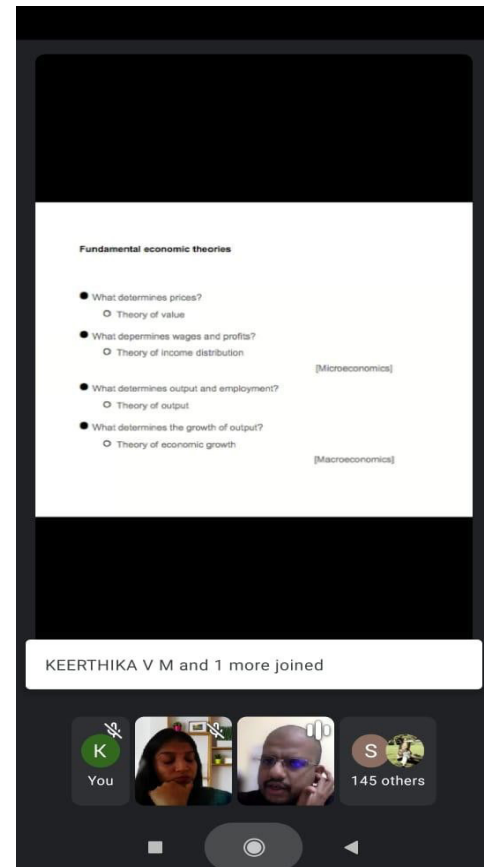 Fundamental economic theories
What determines prices?
Theory of value
What depermines wages and profits?
Theory of income distribution
[Microeconomics]
What determines output and employment?
Theory of output
What determines the growth of output?
Theory of economic growth
[Macroeconomics]
KEERTHIKA V M and 1 more joined
K
You
S
145 others